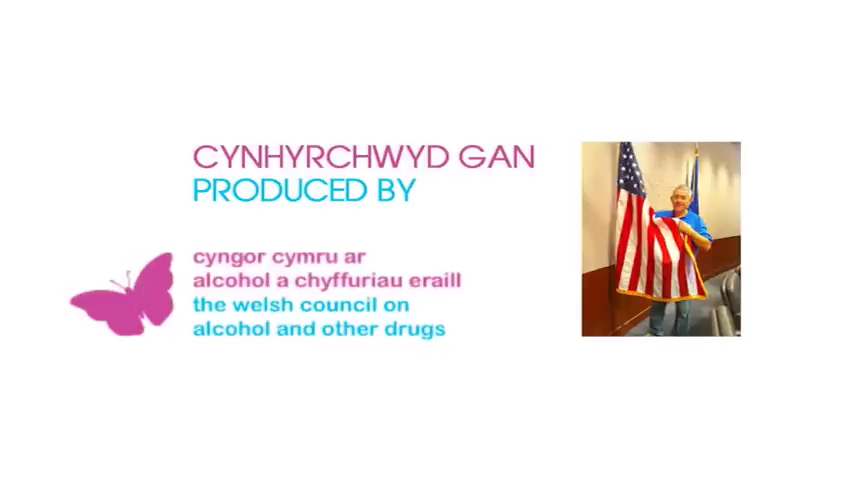 CYNHYRCHWYD GAN
PRODUCED BY
cyngor cymru ar
alcohol a chyffuriau eraill
the welsh council on
alcohol and other drugs